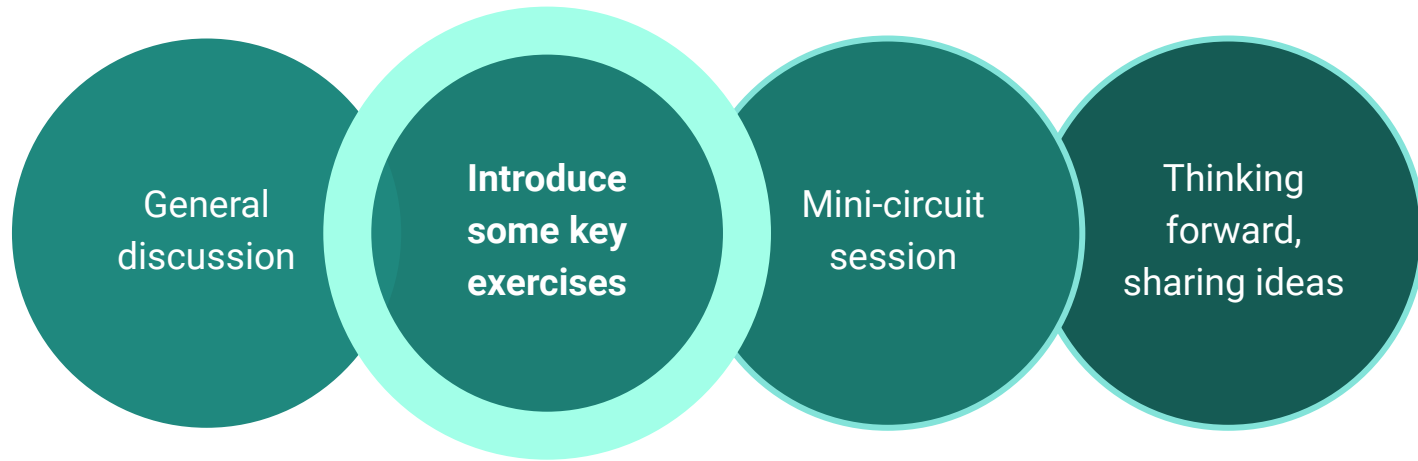 General
discussion
Introduce
some key
exercises
Mini-circuit
session
Thinking
forward,
sharing ideas